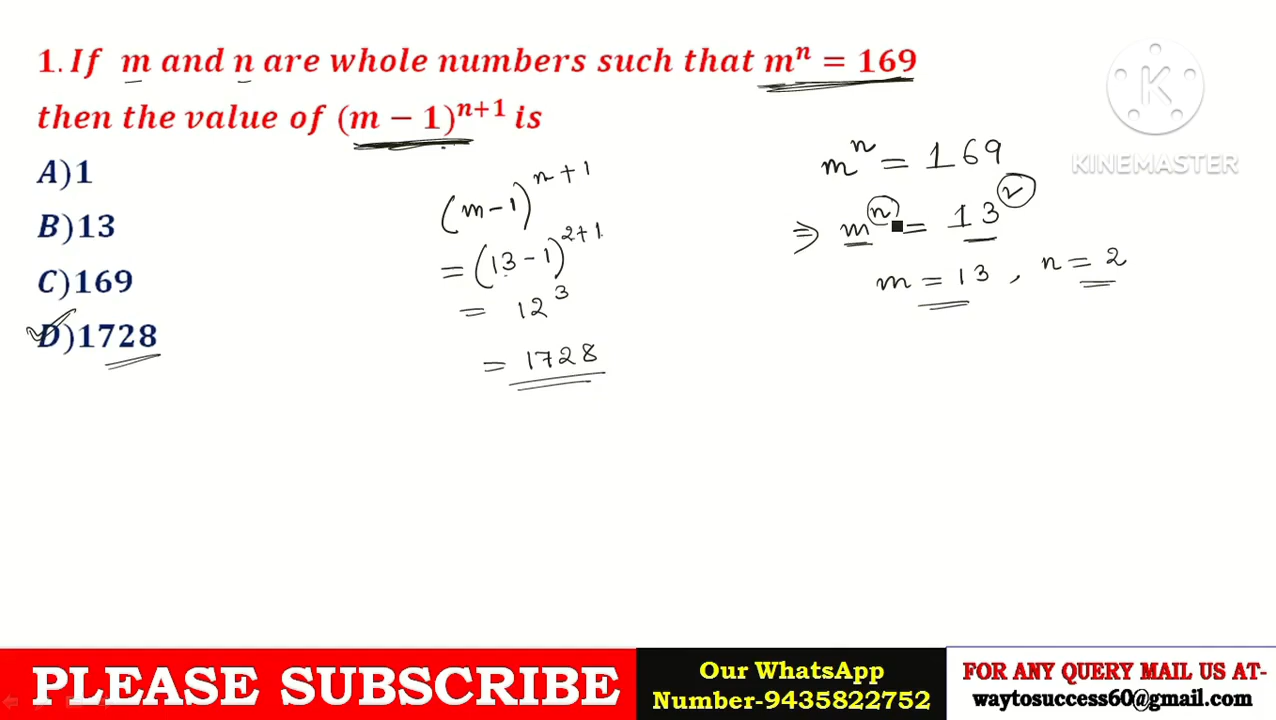 1. If m and n are whole numbers such that mⁿ = 169
then the value of (m − 1)ⁿ⁺¹ is
A)1
B)13
C)169
D)1728
(m-1)ⁿ⁺¹
= (13-1)²⁺¹
= 12³
= 1728
mⁿ = 169
⇒ mⁿ = 13²
m = 13 , n = 2
K
KINEMASTER
PLEASE SUBSCRIBE
Our WhatsApp
Number-9435822752
FOR ANY QUERY MAIL US AT-
waytosuccess60@gmail.com